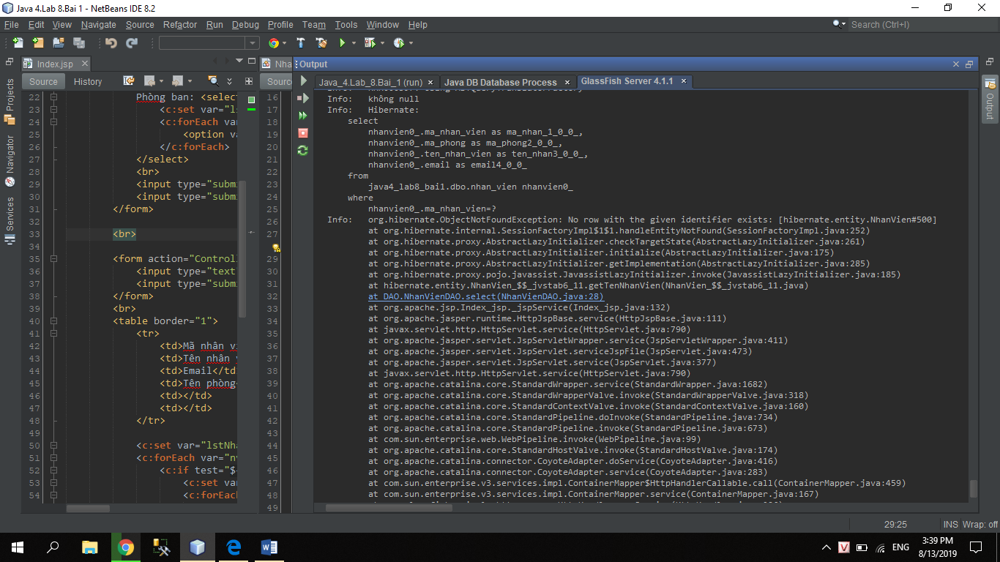 Java 4.Lab 8.Bai 1 - NetBeans IDE 8.2
File Edit View Navigate Source Refactor Run Debug Profile Team Tools Window Help
Search (Ctrl+I)
Index.jsp
Nha
Output
Source History
Sourc
Java_4.Lab_8.Bai_1 (run) Java DB Database Process GlassFish Server 4.1.1
Projects
Navigator
Services
22 Phòng ban: <selec
23 <c:set var="l
24 <c:forEach va
25 <option va
26 </c:forEach>
27 </select>
28 <br>
29 <input type="subm
30 <input type="subm
31 </form>
32
33 <br>
34
35 <form action="Control
36 <input type="text
37 <input type="subm
38 </form>
39 <br>
40 <table border="1">
41 <tr>
42 <td>Mã nhân v
43 <td>Tên nhân
44 <td>Email</td
45 <td>Tên phòng
46 <td></td>
47 <td></td>
48 </tr>
49
50 <c:set var="lstNh
51 <c:forEach var="n
52 <c:if test="$
53 <c:set va
54 <c:forEac
16
17
18
19
20
21
22
23
24
25
26
27
29
30
31
32
33
34
35
36
37
38
39
40
41
42
43
44
45
46
47
48
49
Info: không null
Info: Hibernate:
select
nhanvien0_.ma_nhan_vien as ma_nhan_1_0_0_,
nhanvien0_.ma_phong as ma_phong2_0_0_,
nhanvien0_.ten_nhan_vien as ten_nhan3_0_0_,
nhanvien0_.email as email4_0_0_
from
java4_lab8_bai1.dbo.nhan_vien nhanvien0_
where
nhanvien0_.ma_nhan_vien=?
Info: org.hibernate.ObjectNotFoundException: No row with the given identifier exists: [hibernate.entity.NhanVien#500]
at org.hibernate.internal.SessionFactoryImpl$1$1.handleEntityNotFound(SessionFactoryImpl.java:252)
at org.hibernate.proxy.AbstractLazyInitializer.checkTargetState(AbstractLazyInitializer.java:261)
at org.hibernate.proxy.AbstractLazyInitializer.initialize(AbstractLazyInitializer.java:175)
at org.hibernate.proxy.AbstractLazyInitializer.getImplementation(AbstractLazyInitializer.java:285)
at org.hibernate.proxy.pojo.javassist.JavassistLazyInitializer.invoke(JavassistLazyInitializer.java:185)
at hibernate.entity.NhanVien_$$_jvstab6_11.getTenNhanVien(NhanVien_$$_jvstab6_11.java)
at DAO.NhanVienDAO.select(NhanVienDAO.java:28)
at org.apache.jsp.Index_jsp._jspService(Index_jsp.java:132)
at org.apache.jasper.runtime.HttpJspBase.service(HttpJspBase.java:111)
at javax.servlet.http.HttpServlet.service(HttpServlet.java:790)
at org.apache.jasper.servlet.JspServletWrapper.service(JspServletWrapper.java:411)
at org.apache.jasper.servlet.JspServlet.serviceJspFile(JspServlet.java:473)
at org.apache.jasper.servlet.JspServlet.service(JspServlet.java:377)
at javax.servlet.http.HttpServlet.service(HttpServlet.java:790)
at org.apache.catalina.core.StandardWrapper.service(StandardWrapper.java:1682)
at org.apache.catalina.core.StandardWrapperValve.invoke(StandardWrapperValve.java:318)
at org.apache.catalina.core.StandardContextValve.invoke(StandardContextValve.java:160)
at org.apache.catalina.core.StandardPipeline.doInvoke(StandardPipeline.java:734)
at org.apache.catalina.core.StandardPipeline.invoke(StandardPipeline.java:673)
at com.sun.enterprise.web.WebPipeline.invoke(WebPipeline.java:99)
at org.apache.catalina.core.StandardHostValve.invoke(StandardHostValve.java:174)
at org.apache.catalina.connector.CoyoteAdapter.doService(CoyoteAdapter.java:416)
at org.apache.catalina.connector.CoyoteAdapter.service(CoyoteAdapter.java:283)
at com.sun.enterprise.v3.services.impl.ContainerMapper$HttpHandlerCallable.call(ContainerMapper.java:459)
at com.sun.enterprise.v3.services.impl.ContainerMapper.service(ContainerMapper.java:167)
Output
29:25 INS Wrap: off
V ENG
3:39 PM
8/13/2019